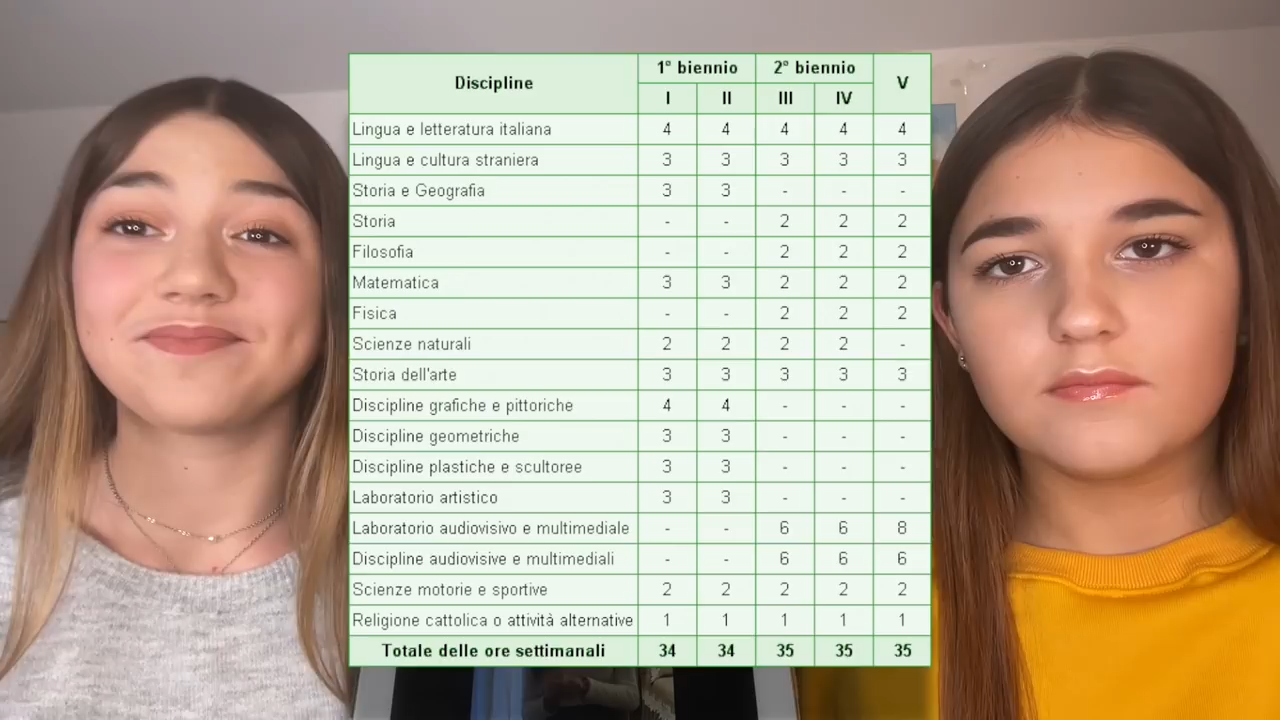 Discipline 1° biennio 2° biennio V
I II III IV
Lingua e letteratura italiana 4 4 4 4 4
Lingua e cultura straniera 3 3 3 3 3
Storia e Geografia 3 3 - - -
Storia - - 2 2 2
Filosofia - - 2 2 2
Matematica 3 3 2 2 2
Fisica - - 2 2 2
Scienze naturali 2 2 2 2 -
Storia dell'arte 3 3 3 3 3
Discipline grafiche e pittoriche 4 4 - - -
Discipline geometriche 3 3 - - -
Discipline plastiche e scultoree 3 3 - - -
Laboratorio artistico 3 3 - - -
Laboratorio audiovisivo e multimediale - - 6 6 8
Discipline audiovisive e multimediali - - 6 6 6
Scienze motorie e sportive 2 2 2 2 2
Religione cattolica o attività alternative 1 1 1 1 1
Totale delle ore settimanali 34 34 35 35 35